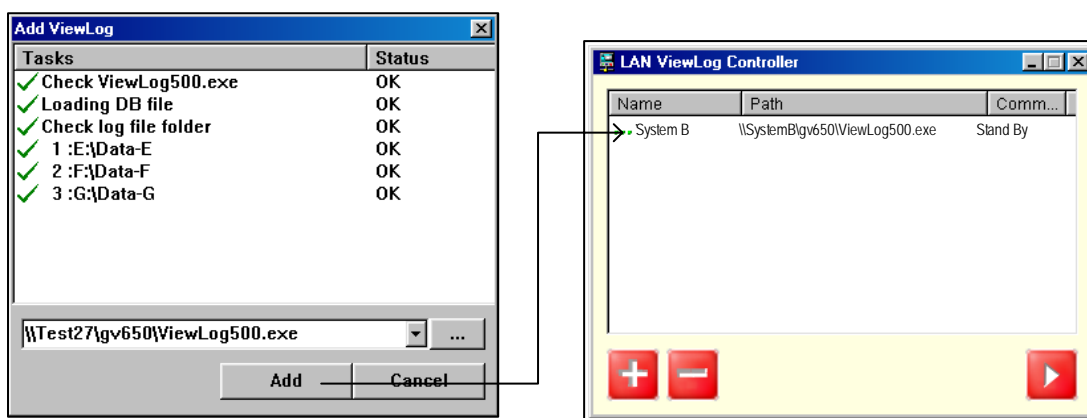 Add ViewLog
Tasks Status
Check ViewLog500.exe OK
Loading DB file OK
Check log file folder OK
1 :E:\Data-E OK
2 :F:\Data-F OK
3 :G:\Data-G OK
\\Test27\gv650\ViewLog500.exe ...
Add Cancel
LAN ViewLog Controller
Name Path Comm...
System B \\SystemB\gv650\ViewLog500.exe Stand By